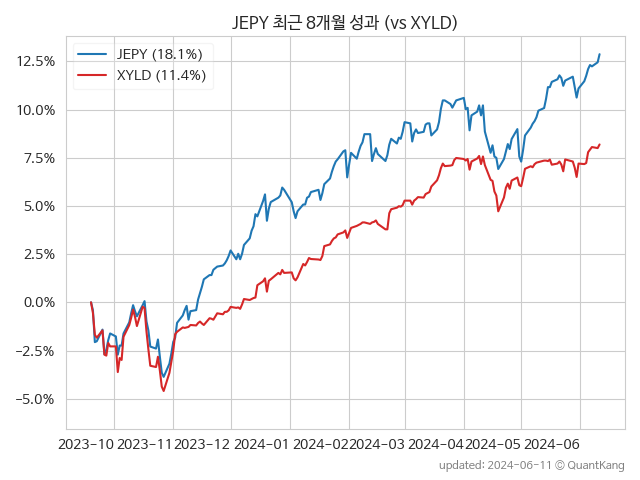 JEPY 최근 8개월 성과 (vs XYLD)
JEPY (18.1%)
XYLD (11.4%)
12.5%
10.0%
7.5%
5.0%
2.5%
0.0%
−2.5%
−5.0%
2023-10 2023-11 2023-12 2024-01 2024-02 2024-03 2024-04 2024-05 2024-06
updated: 2024-06-11 © QuantKang